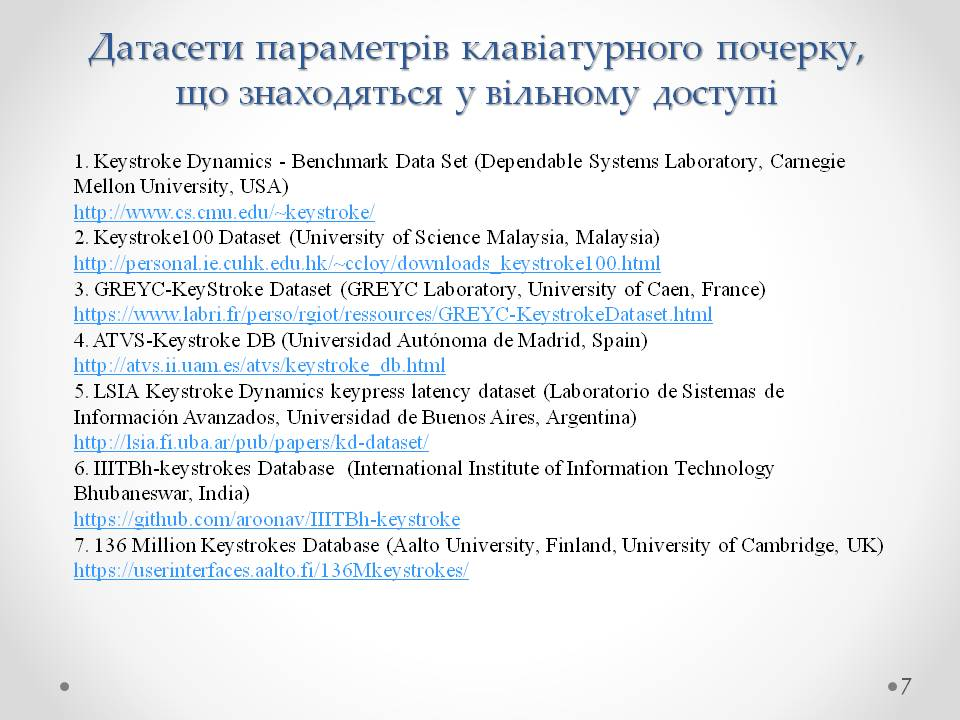 Датасети параметрів клавіатурного почерку,
що знаходяться у вільному доступі
1. Keystroke Dynamics - Benchmark Data Set (Dependable Systems Laboratory, Carnegie
Mellon University, USA)
http://www.cs.cmu.edu/~keystroke/
2. Keystroke100 Dataset (University of Science Malaysia, Malaysia)
http://personal.ie.cuhk.edu.hk/~ccloy/downloads_keystroke100.html
3. GREYC-KeyStroke Dataset (GREYC Laboratory, University of Caen, France)
https://www.labri.fr/perso/rgiot/ressources/GREYC-KeystrokeDataset.html
4. ATVS-Keystroke DB (Universidad Autónoma de Madrid, Spain)
http://atvs.ii.uam.es/atvs/keystroke_db.html
5. LSIA Keystroke Dynamics keypress latency dataset (Laboratorio de Sistemas de
Información Avanzados, Universidad de Buenos Aires, Argentina)
http://lsia.fi.uba.ar/pub/papers/kd-dataset/
6. IIITBh-keystrokes Database (International Institute of Information Technology
Bhubaneswar, India)
https://github.com/aroonav/IIITBh-keystroke
7. 136 Million Keystrokes Database (Aalto University, Finland, University of Cambridge, UK)
https://userinterfaces.aalto.fi/136Mkeystrokes/
7